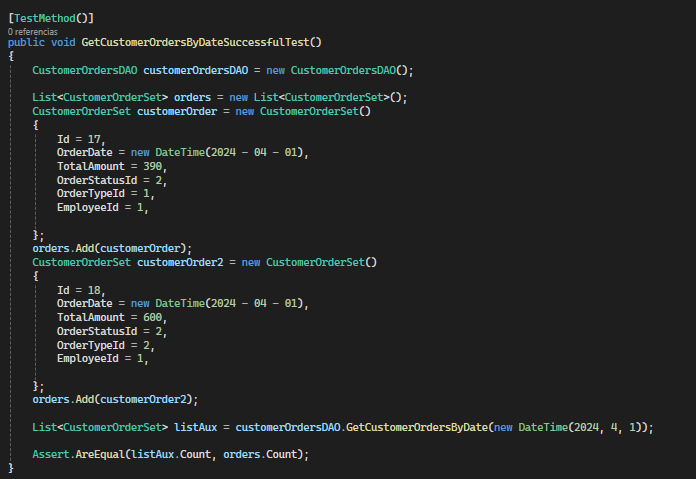 [TestMethod()]
0 referencias
public void GetCustomerOrdersByDateSuccessfulTest()
{
CustomerOrdersDAO customerOrdersDAO = new CustomerOrdersDAO();
List<CustomerOrderSet> orders = new List<CustomerOrderSet>();
CustomerOrderSet customerOrder = new CustomerOrderSet()
{
Id = 17,
OrderDate = new DateTime(2024 - 04 - 01),
TotalAmount = 390,
OrderStatusId = 2,
OrderTypeId = 1,
EmployeeId = 1,
};
orders.Add(customerOrder);
CustomerOrderSet customerOrder2 = new CustomerOrderSet()
{
Id = 18,
OrderDate = new DateTime(2024 - 04 - 01),
TotalAmount = 600,
OrderStatusId = 2,
OrderTypeId = 2,
EmployeeId = 1,
};
orders.Add(customerOrder2);
List<CustomerOrderSet> listAux = customerOrdersDAO.GetCustomerOrdersByDate(new DateTime(2024, 4, 1));
Assert.AreEqual(listAux.Count, orders.Count);
}